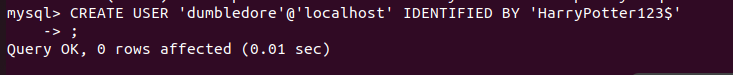 mysql> CREATE USER 'dumbledore'@'localhost' IDENTIFIED BY 'HarryPotter123$'
    -> ;
Query OK, 0 rows affected (0.01 sec)